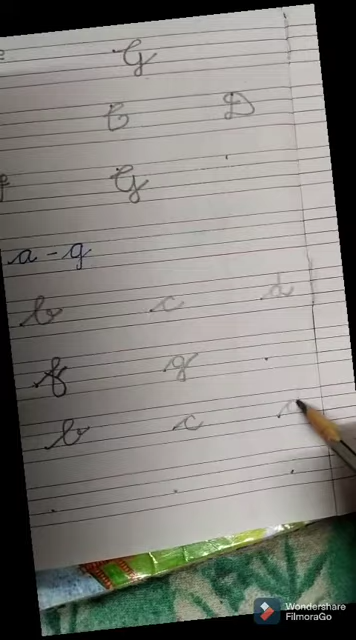 G
C D
G
a - g
b c d
f g
b c
Wondershare
FilmoraGo